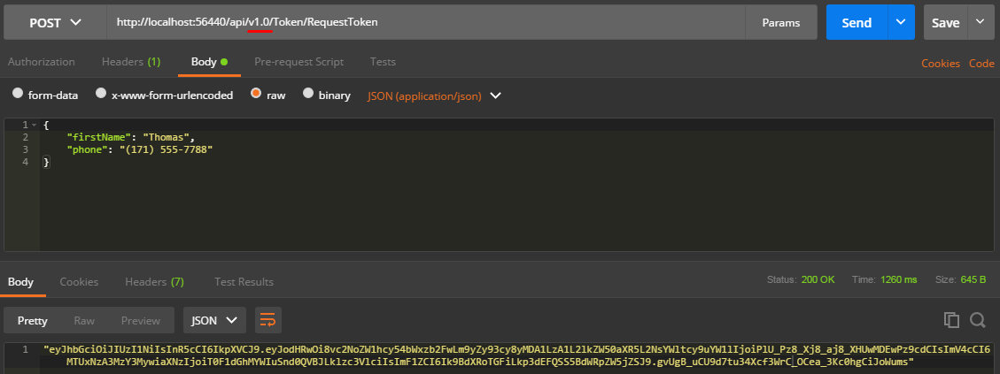 POST http://localhost:56440/api/v1.0/Token/RequestToken Params Send Save
Authorization Headers (1) Body Pre-request Script Tests Cookies Code
form-data x-www-form-urlencoded raw binary JSON (application/json)
1 {
2 "firstName": "Thomas",
3 "phone": "(171) 555-7788"
4 }
Body Cookies Headers (7) Test Results Status: 200 OK Time: 1260 ms Size: 645 B
Pretty Raw Preview JSON
1 "eyJhbGciOiJIUzI1NiIsInR5cCI6IkpXVCJ9.eyJodHRwOi8vc2NoZW1hcy54bWxzb2FwLm9yZy93cy8yMDA1LzA1L2lkZW50aXR5L2NsYWltcy9uYW1lIjoiPlU_Pz8_Xj8_aj8_XHUwMDEwPz9cdCIsImV4cCI6
MTUxNzA3MzY3MywiaXNzIjoiT0F1dGhMYWIuSnd0QVBJLklzc3VlciIsImF1ZCI6Ik9BdXRoTGFiLkp3dEFQSS5BdWRpZW5jZSJ9.gvUgB_uCU9d7tu34Xcf3WrC_OCea_3Kc0hgCiJoWums"